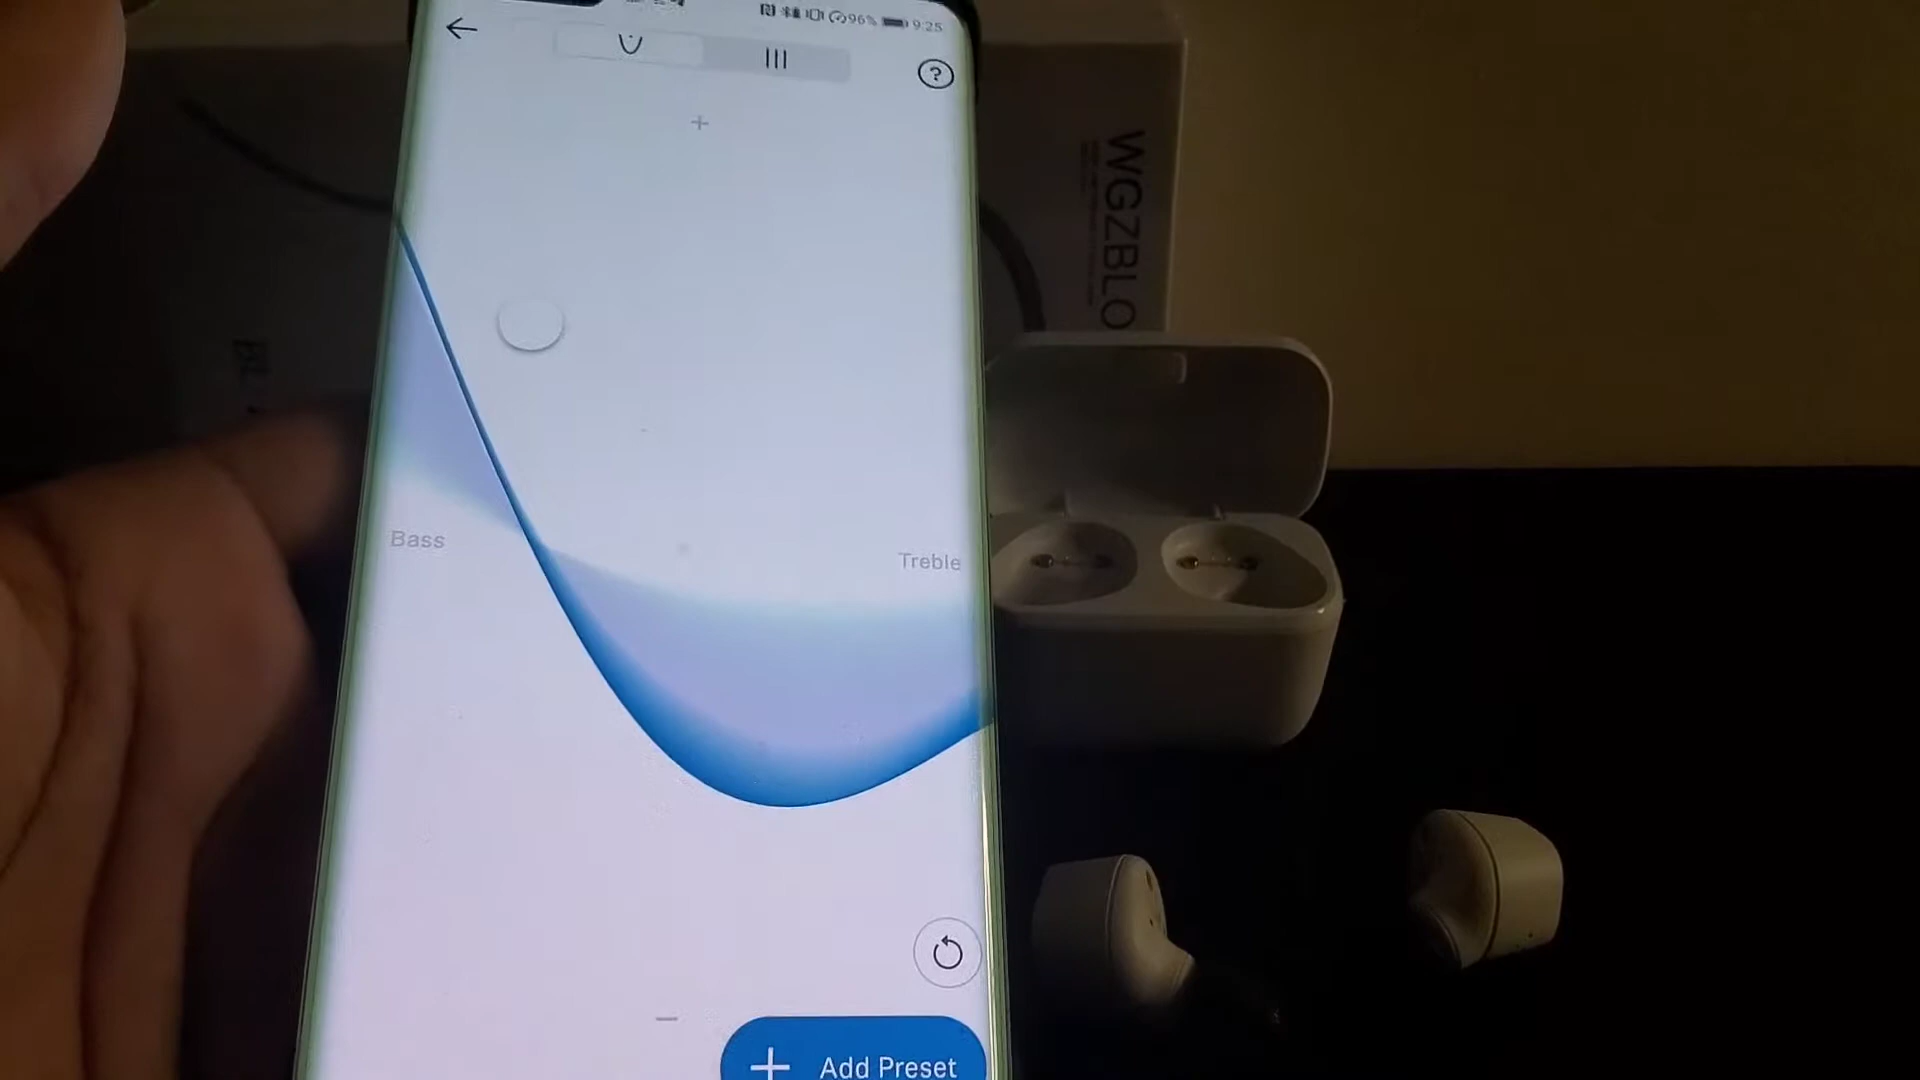 96% 9:25
?
+
WGZBLO
Bass
Treble
−
+ Add Preset